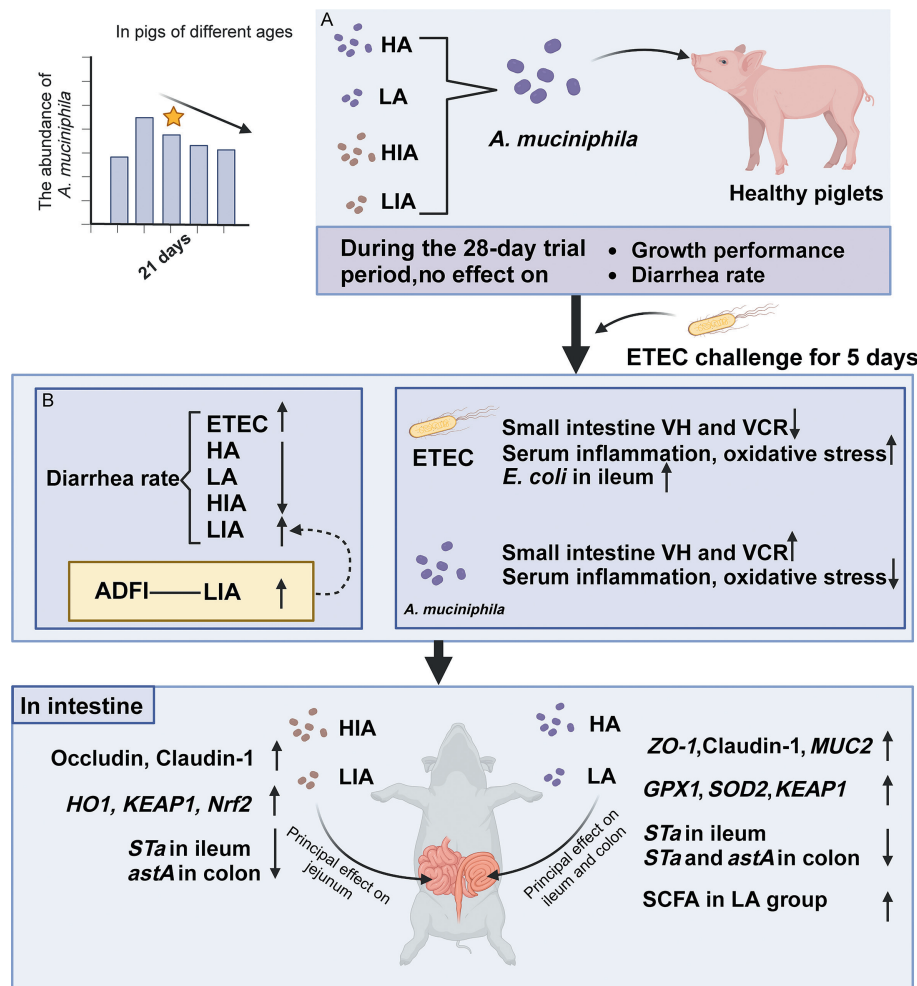 In pigs of different ages
The abundance of
A. muciniphila
21 days
A
HA
LA
HIA
LIA
A. muciniphila
Healthy piglets
During the 28-day trial
period,no effect on
• Growth performance
• Diarrhea rate
ETEC challenge for 5 days
B
Diarrhea rate
ETEC
HA
LA
HIA
LIA
ADFI
LIA
ETEC
Small intestine VH and VCR
Serum inflammation, oxidative stress
E. coli in ileum
A. muciniphila
Small intestine VH and VCR
Serum inflammation, oxidative stress
In intestine
Occludin, Claudin-1
HO1, KEAP1, Nrf2
STa in ileum
astA in colon
HIA
LIA
Principal effect on
jejunum
HA
LA
Principal effect on
ileum and colon
ZO-1,Claudin-1, MUC2
GPX1, SOD2, KEAP1
STa in ileum
STa and astA in colon
SCFA in LA group